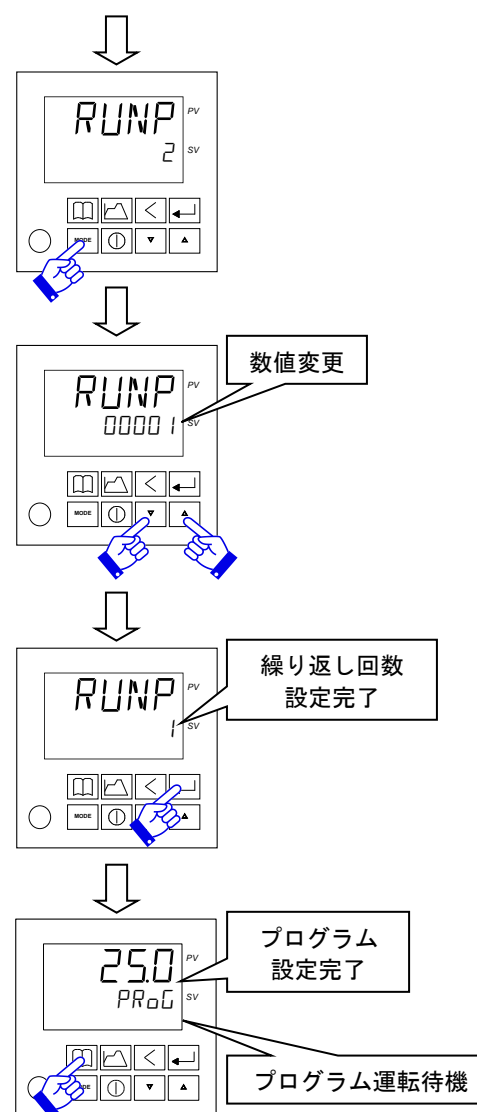 RUNP PV
2 SV
MODE
数値変更
RUNP PV
00001 SV
MODE
繰り返し回数
設定完了
RUNP PV
1 SV
MODE
プログラム
設定完了
25.0 PV
PRoG SV
プログラム運転待機